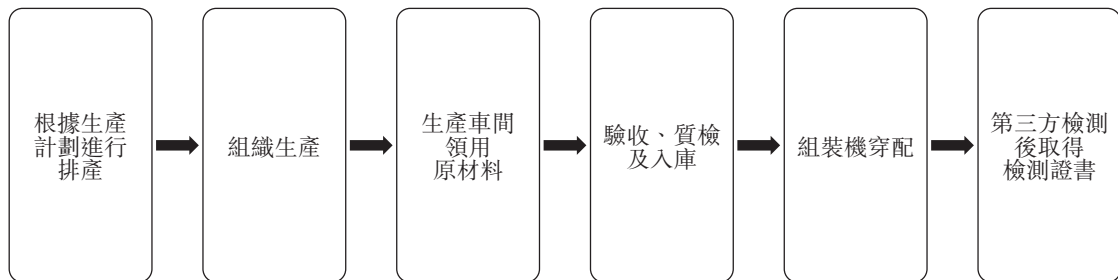 根據生產
計劃進行
排產
組織生產
生產車間
領用
原材料
驗收、質檢
及入庫
組裝機穿配
第三方檢測
後取得
檢測證書